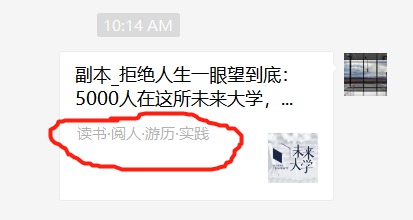 10:14 AM
副本_拒绝人生一眼望到底：
5000人在这所未来大学，...
读书·阅人·游历·实践
未来
大学